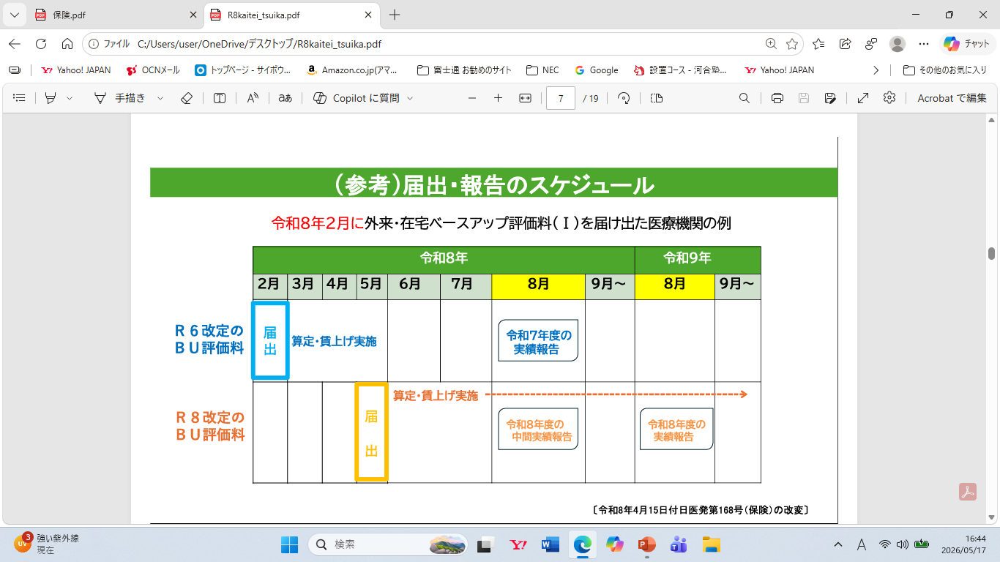 保険.pdf
R8kaitei_tsuika.pdf
ファイル C:/Users/user/OneDrive/デスクトップ/R8kaitei_tsuika.pdf
チャット
Yahoo! JAPAN
OCNメール
トップページ - サイボウ...
Amazon.co.jp(アマ...
富士通 お勧めのサイト
NEC
Google
設置コース - 河合塾...
Yahoo! JAPAN
その他のお気に入り
手書き
aあ
Copilot に質問
7 / 19
Acrobat で編集
(参考)届出・報告のスケジュール
令和8年2月に外来・在宅ベースアップ評価料(Ⅰ)を届け出た医療機関の例
令和8年 令和9年
2月 3月 4月 5月 6月 7月 8月 9月～ 8月 9月～
R6改定の
BU評価料
届
出
算定・賃上げ実施
令和7年度の
実績報告
R8改定の
BU評価料
届
出
算定・賃上げ実施
令和8年度の
中間実績報告
令和8年度の
実績報告
〔令和8年4月15日付日医発第168号(保険)の改変〕
UV
3
強い紫外線
現在
検索
A
16:44
2026/05/17